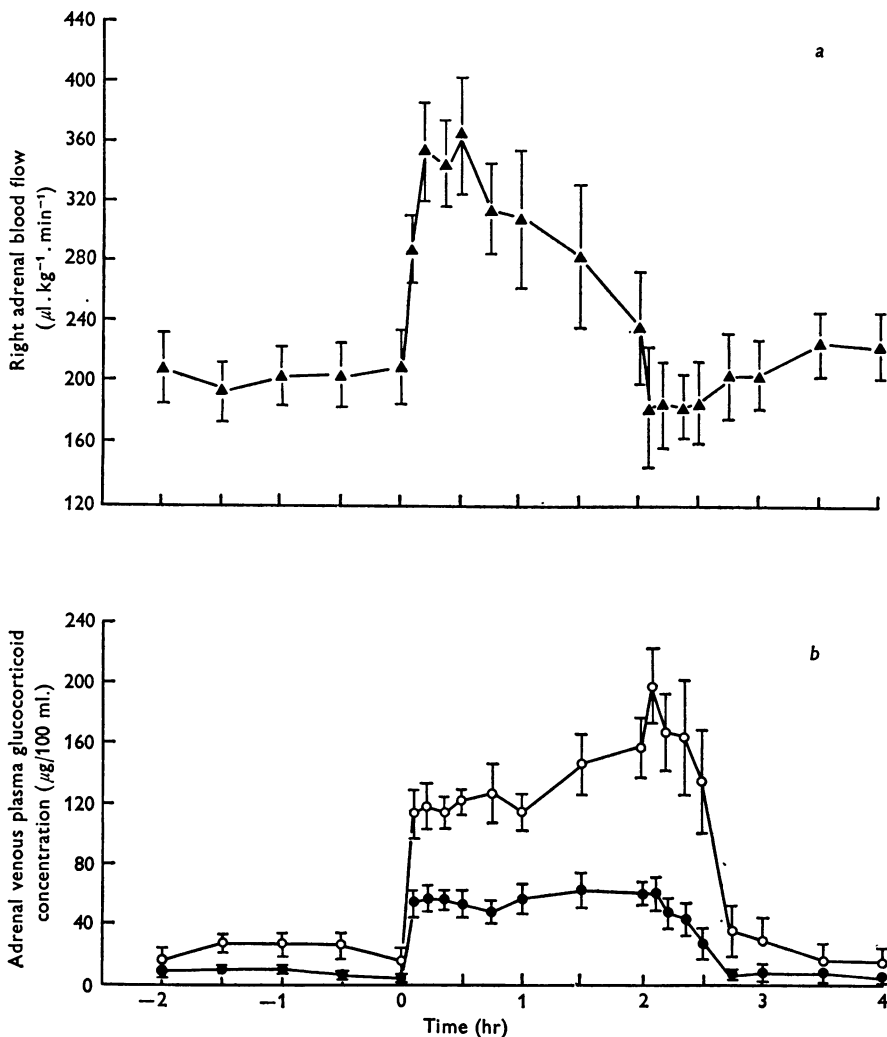 a
440
400
360
320
280
240
200
160
120
Right adrenal blood flow
(μl . kg⁻¹ . min⁻¹)
b
240
200
160
120
80
40
0
Adrenal venous plasma glucocorticoid
concentration (μg/100 ml.)
−2 −1 0 1 2 3 4
Time (hr)